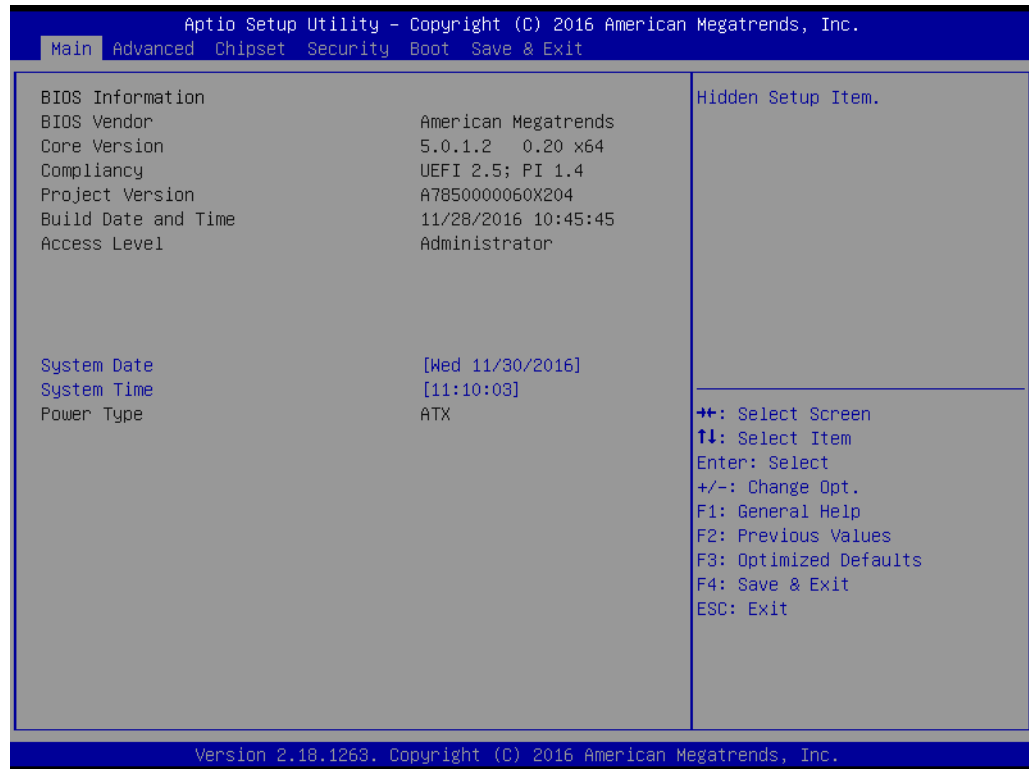 Aptio Setup Utility – Copyright (C) 2016 American Megatrends, Inc.
Main Advanced Chipset Security Boot Save & Exit
BIOS Information
BIOS Vendor American Megatrends
Core Version 5.0.1.2 0.20 x64
Compliancy UEFI 2.5; PI 1.4
Project Version A7850000060X204
Build Date and Time 11/28/2016 10:45:45
Access Level Administrator
System Date [Wed 11/30/2016]
System Time [11:10:03]
Power Type ATX
Hidden Setup Item.
→←: Select Screen
↑↓: Select Item
Enter: Select
+/-: Change Opt.
F1: General Help
F2: Previous Values
F3: Optimized Defaults
F4: Save & Exit
ESC: Exit
Version 2.18.1263. Copyright (C) 2016 American Megatrends, Inc.